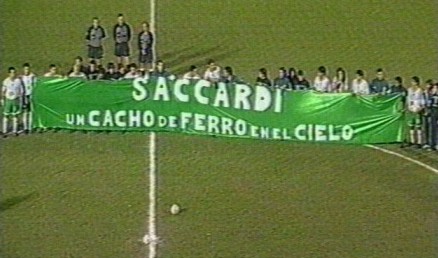 SACCARDI
UN CACHO DE FERRO EN EL CIELO